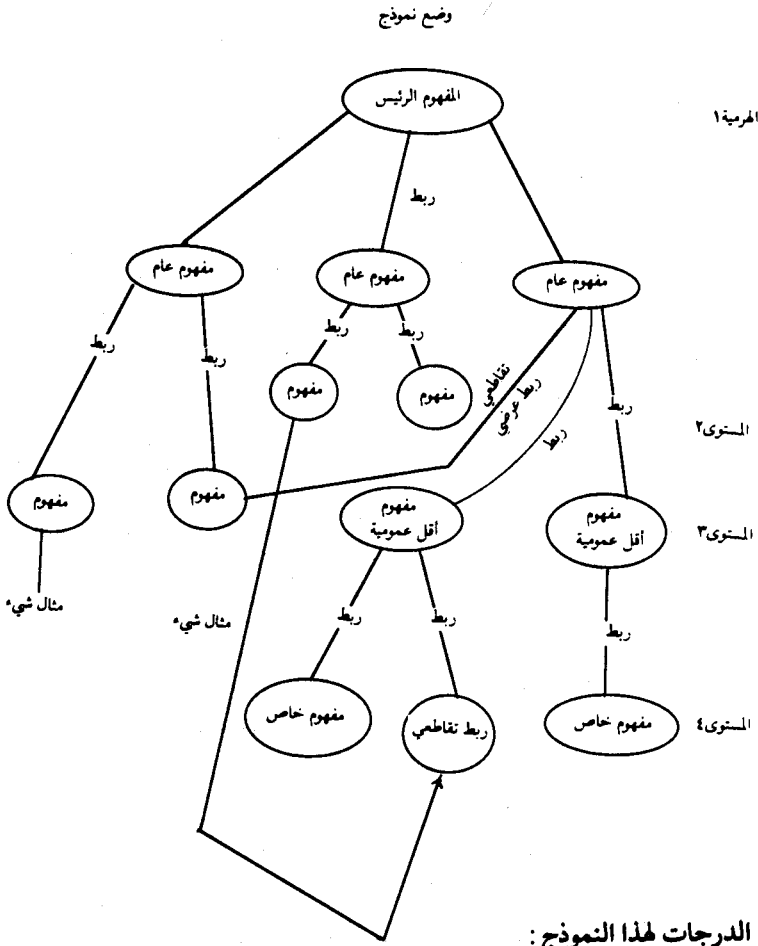 وضع نموذج
المفهوم الرئيس
الهرمية١
ربط
مفهوم عام
مفهوم عام
مفهوم عام
ربط
ربط
ربط
ربط
مفهوم
مفهوم
تقاطعي
ربط عرضي
ربط
ربط
المستوى٢
مفهوم
أقل عمومية
مفهوم
أقل عمومية
مفهوم
مفهوم
المستوى٣
مثال شيء
مثال شيء
ربط
ربط
ربط
مفهوم خاص
ربط تقاطعي
مفهوم خاص
المستوى٤
الدرجات لهذا النموذج :